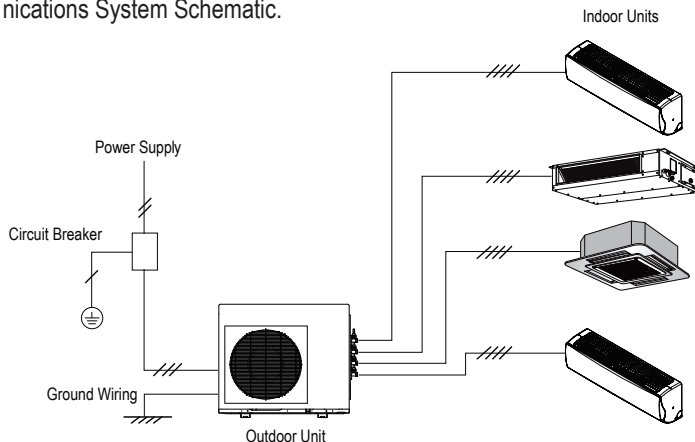 nications System Schematic.
Indoor Units
Power Supply
Circuit Breaker
Ground Wiring
Outdoor Unit